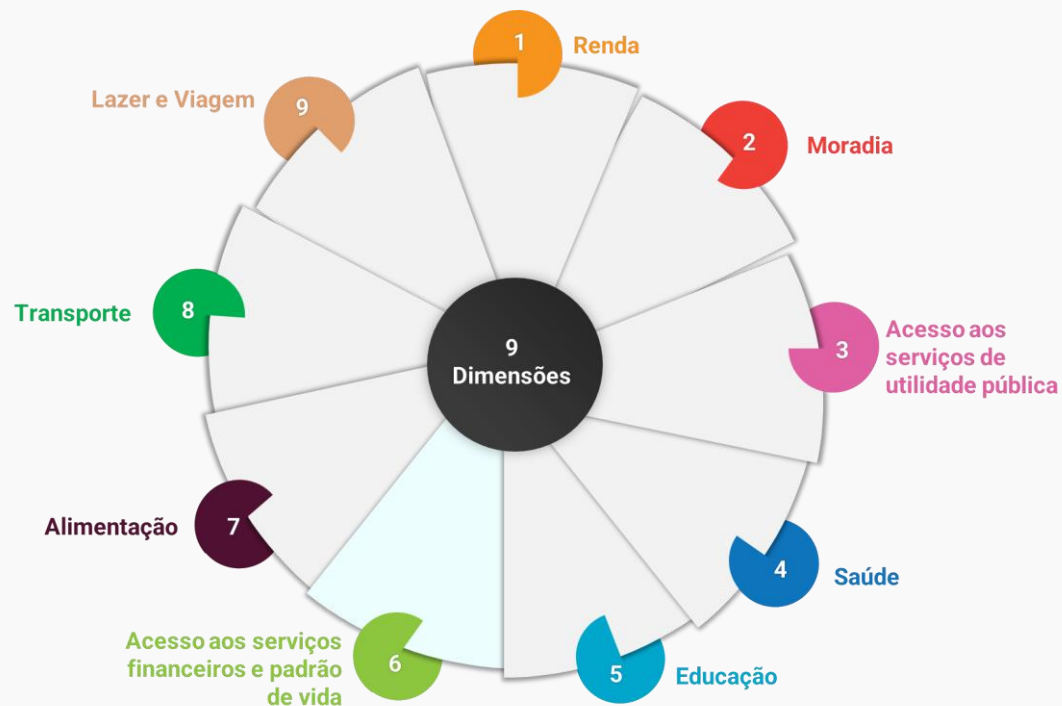 1
Renda
2
Moradia
3
Acesso aos
serviços de
utilidade pública
4
Saúde
5
Educação
6
Acesso aos serviços
financeiros e padrão
de vida
7
Alimentação
8
Transporte
9
Lazer e Viagem
9
Dimensões